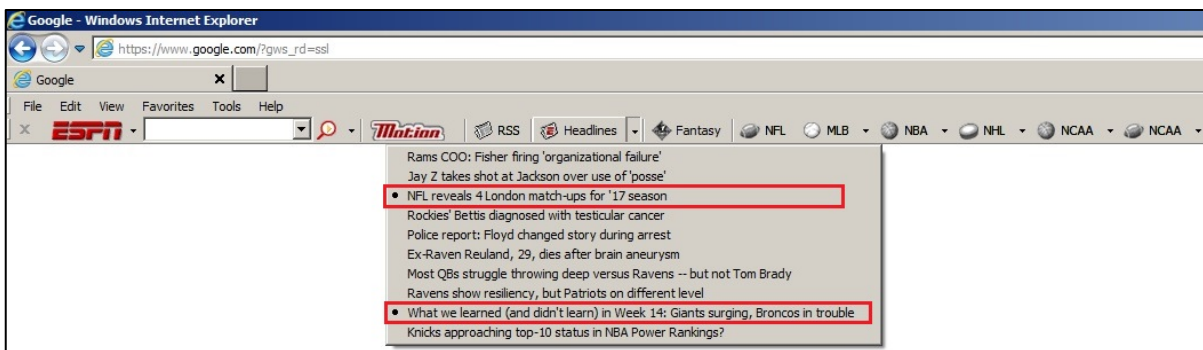 Google - Windows Internet Explorer
https://www.google.com/?gws_rd=ssl
Google
File Edit View Favorites Tools Help
ESPN Motion RSS Headlines Fantasy NFL MLB NBA NHL NCAA NCAA
Rams COO: Fisher firing 'organizational failure'
Jay Z takes shot at Jackson over use of 'posse'
• NFL reveals 4 London match-ups for '17 season
Rockies' Bettis diagnosed with testicular cancer
Police report: Floyd changed story during arrest
Ex-Raven Reuland, 29, dies after brain aneurysm
Most QBs struggle throwing deep versus Ravens -- but not Tom Brady
Ravens show resiliency, but Patriots on different level
• What we learned (and didn't learn) in Week 14: Giants surging, Broncos in trouble
Knicks approaching top-10 status in NBA Power Rankings?